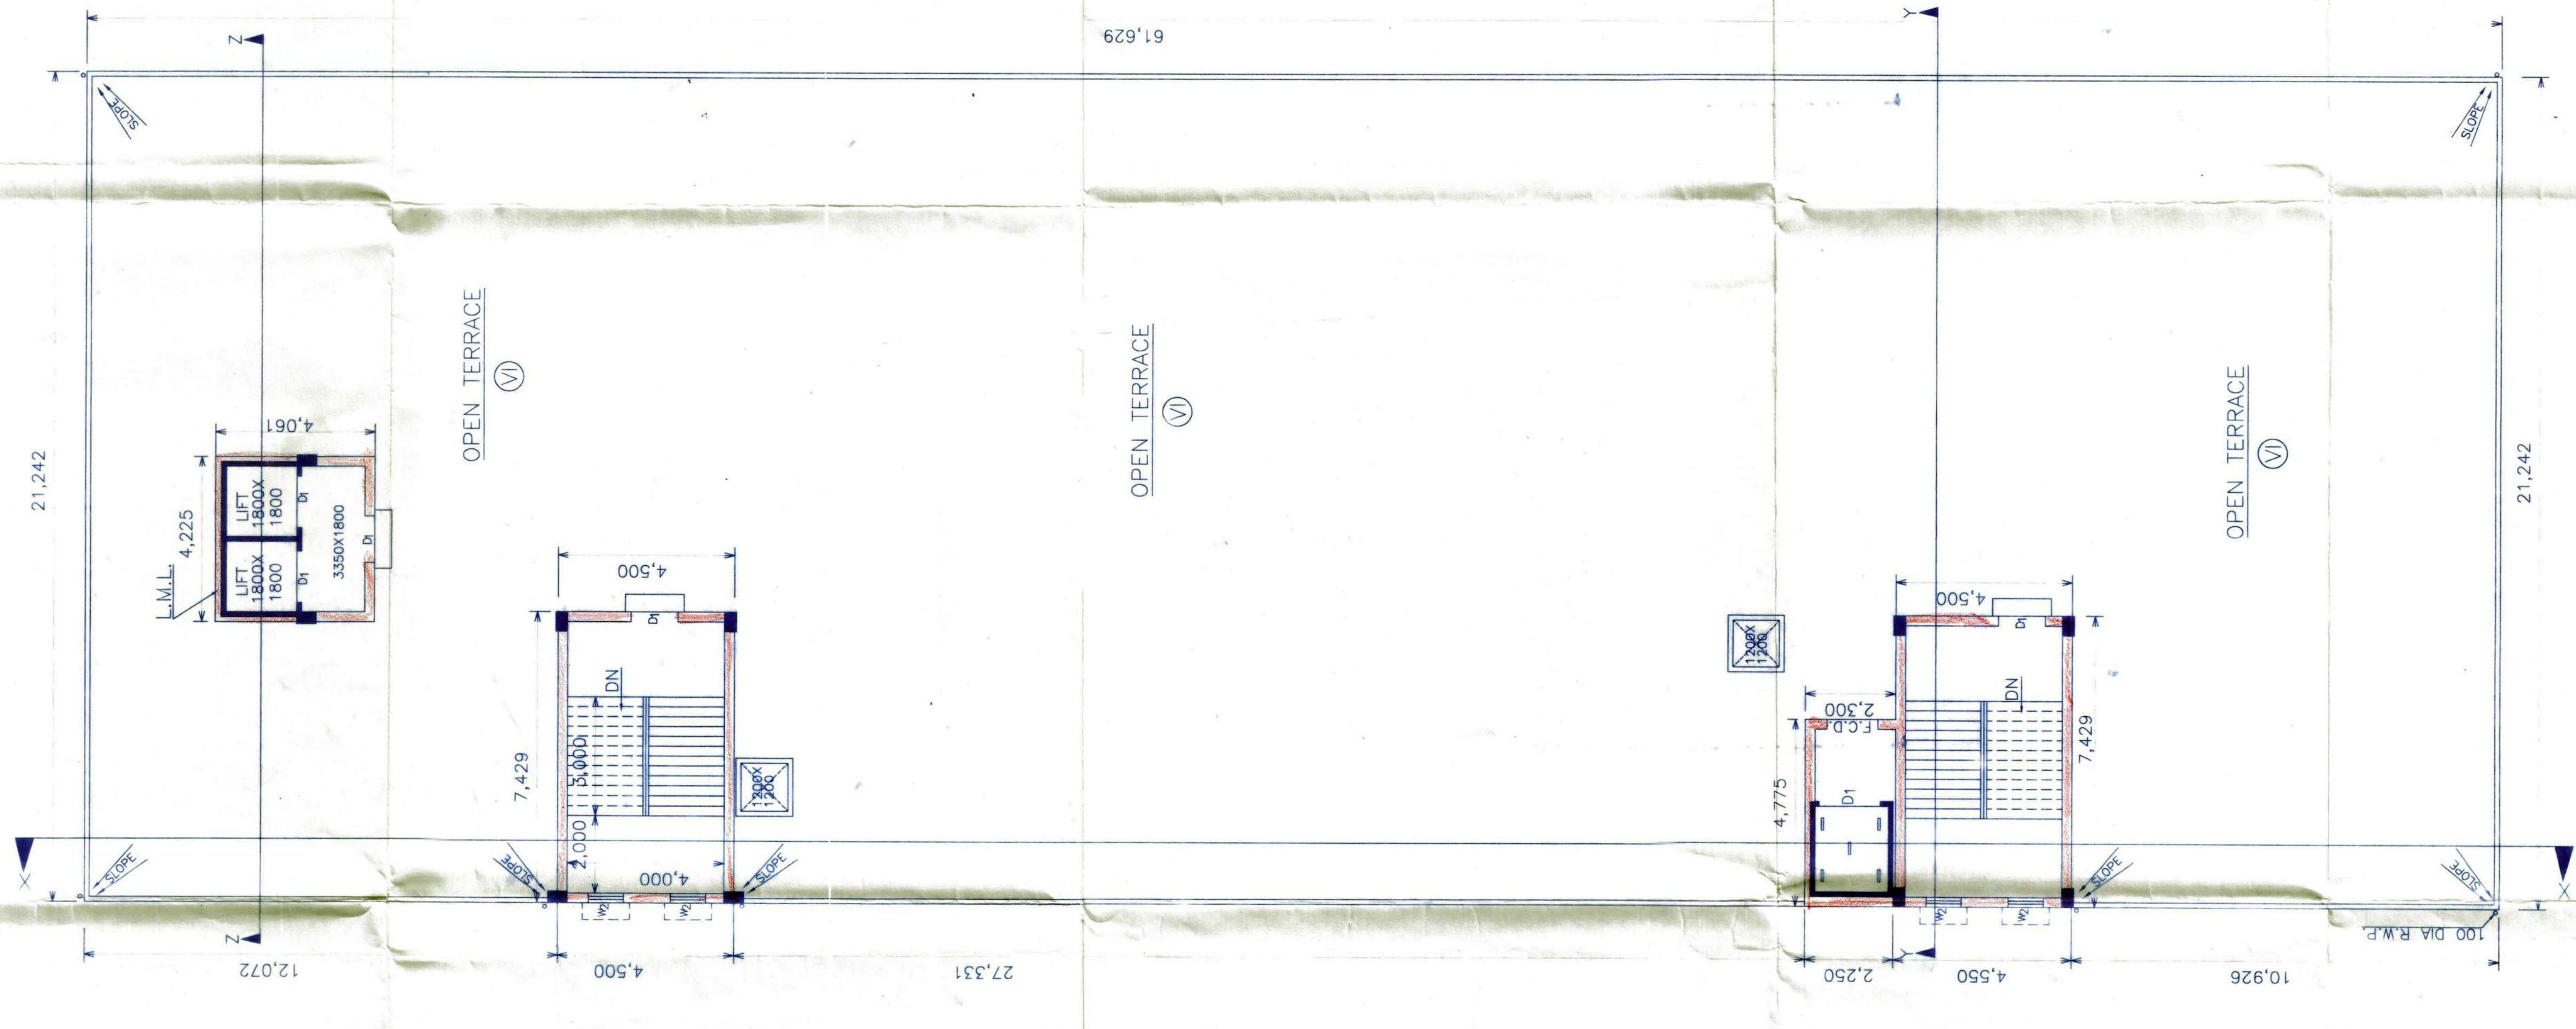 61,629
Z
Y
SLOPE
SLOPE
21,242
4,061
4,225
L.M.L.
LIFT
1800X
1800
LIFT
1800X
1800
D1
D1
3350X1800
D1
OPEN TERRACE
VI
OPEN TERRACE
VI
OPEN TERRACE
VI
21,242
4,500
D1
DN
7,429
3,000
2,000
4,000
1200X
1200
W2
W2
SLOPE
SLOPE
SLOPE
X
Z
12,072
4,500
27,331
1200X
1200
2,300
F.C.D.
4,775
D1
4,500
D1
DN
7,429
W2
W2
SLOPE
SLOPE
X
Y
100 DIA R.W.P.
2,250
4,550
10,926